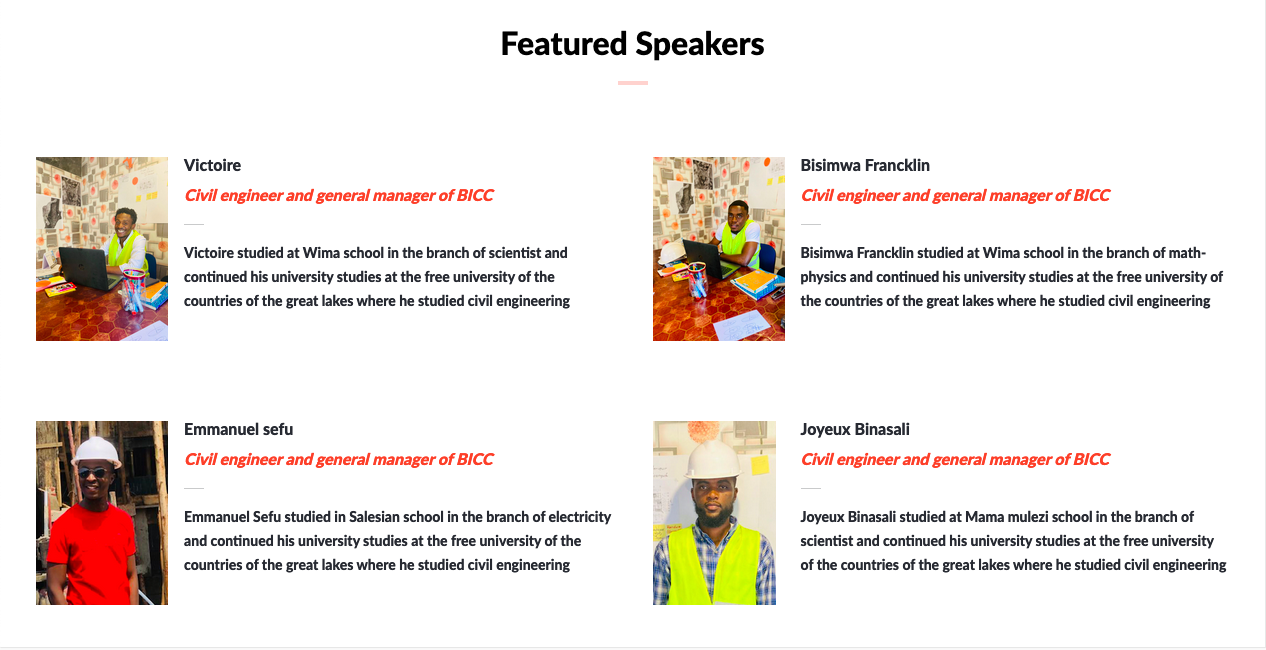 Featured Speakers
Victoire
Civil engineer and general manager of BICC
Victoire studied at Wima school in the branch of scientist and
continued his university studies at the free university of the
countries of the great lakes where he studied civil engineering
Bisimwa Francklin
Civil engineer and general manager of BICC
Bisimwa Francklin studied at Wima school in the branch of math-
physics and continued his university studies at the free university of
the countries of the great lakes where he studied civil engineering
Emmanuel sefu
Civil engineer and general manager of BICC
Emmanuel Sefu studied in Salesian school in the branch of electricity
and continued his university studies at the free university of the
countries of the great lakes where he studied civil engineering
Joyeux Binasali
Civil engineer and general manager of BICC
Joyeux Binasali studied at Mama mulezi school in the branch of
scientist and continued his university studies at the free university
of the countries of the great lakes where he studied civil engineering